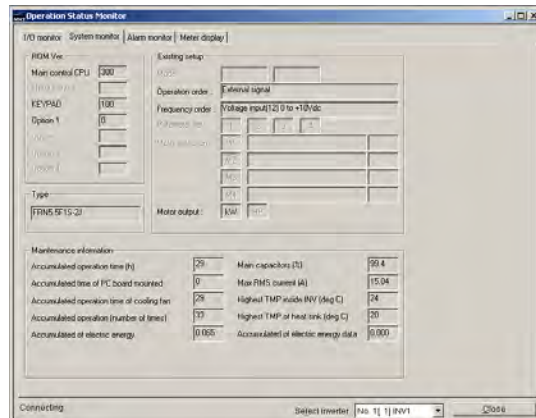 Operation Status Monitor
I/O monitor System monitor Alarm monitor Meter display
ROM Ver.
Main control CPU 300
KEYPAD 100
Option 1 0
Type
FRN5.5F1S-2J
Existing setup
Operation order : External signal
Frequency order : Voltage input(12) 0 to +10Vdc
Motor output : kW
Maintenance information
Accumulated operation time (h) 29
Accumulated time of PC board mounted 0
Accumulated operation time of cooling fan 29
Accumulated operation (number of times) 33
Accumulated of electric energy 0.065
Main capacitors (%) 99.4
Max RMS current (A) 15.04
Highest TMP inside INV (deg C) 24
Highest TMP of heat sink (deg C) 20
Accumulated of electric energy data 0.000
Connecting
Select inverter No. 1[ 1] INV1
Close